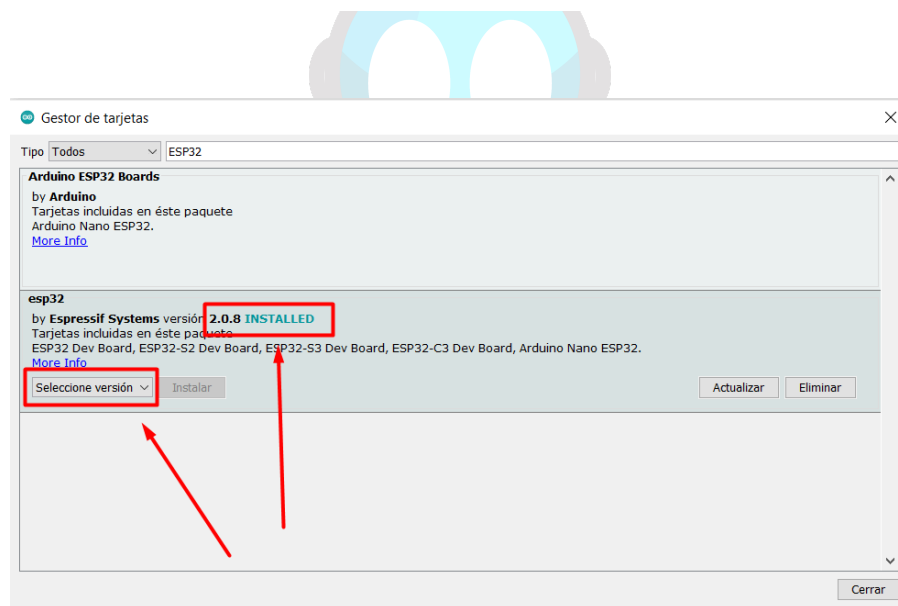 Gestor de tarjetas
Tipo Todos ESP32
Arduino ESP32 Boards
by Arduino
Tarjetas incluidas en éste paquete
Arduino Nano ESP32.
More Info
esp32
by Espressif Systems versión 2.0.8 INSTALLED
Tarjetas incluidas en éste paquete
ESP32 Dev Board, ESP32-S2 Dev Board, ESP32-S3 Dev Board, ESP32-C3 Dev Board, Arduino Nano ESP32.
More Info
Seleccione versión Instalar Actualizar Eliminar
Cerrar